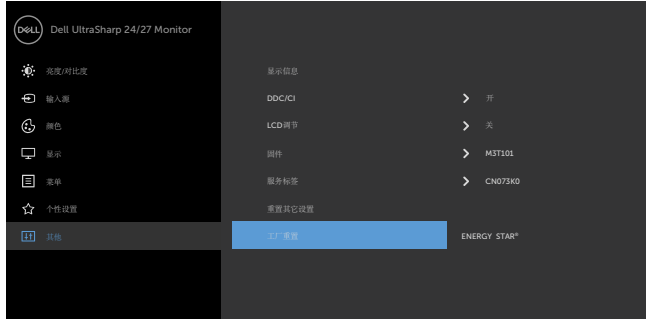 DELL Dell UltraSharp 24/27 Monitor
亮度/对比度
显示信息
输入源
DDC/CI
开
颜色
LCD调节
关
显示
固件
M3T101
菜单
服务标签
CN073K0
个性设置
重置其它设置
其他
工厂重置
ENERGY STAR®